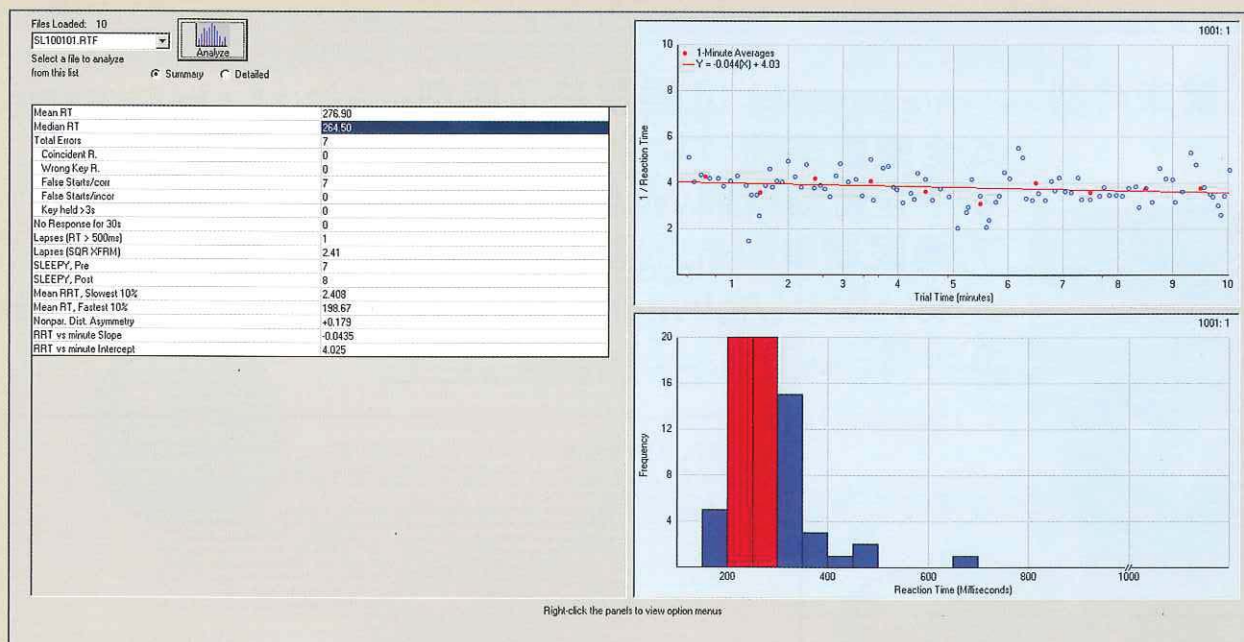 Files Loaded: 10
SL100101.RTF
Analyze
Select a file to analyze
from this list
Summary Detailed
Mean RT 276.90
Median RT 264.50
Total Errors 7
Coincident R. 0
Wrong Key R. 0
False Starts/corr 7
False Starts/incor 0
Key held >3s 0
No Response for 30s 0
Lapses (RT > 500ms) 1
Lapses (SQR XFRM) 2.41
SLEEPY, Pre 7
SLEEPY, Post 8
Mean RRT, Slowest 10% 2.408
Mean RT, Fastest 10% 198.67
Nonpar. Dist. Asymmetry +0.179
RRT vs minute Slope -0.0435
RRT vs minute Intercept 4.025
1001: 1
1-Minute Averages
Y = -0.044(X) + 4.03
1 / Reaction Time
10
8
6
4
2
1 2 3 4 5 6 7 8 9 10
Trial Time (minutes)
1001: 1
Frequency
20
16
12
8
4
200 400 600 800 1000
Reaction Time (Milliseconds)
Right-click the panels to view option menus